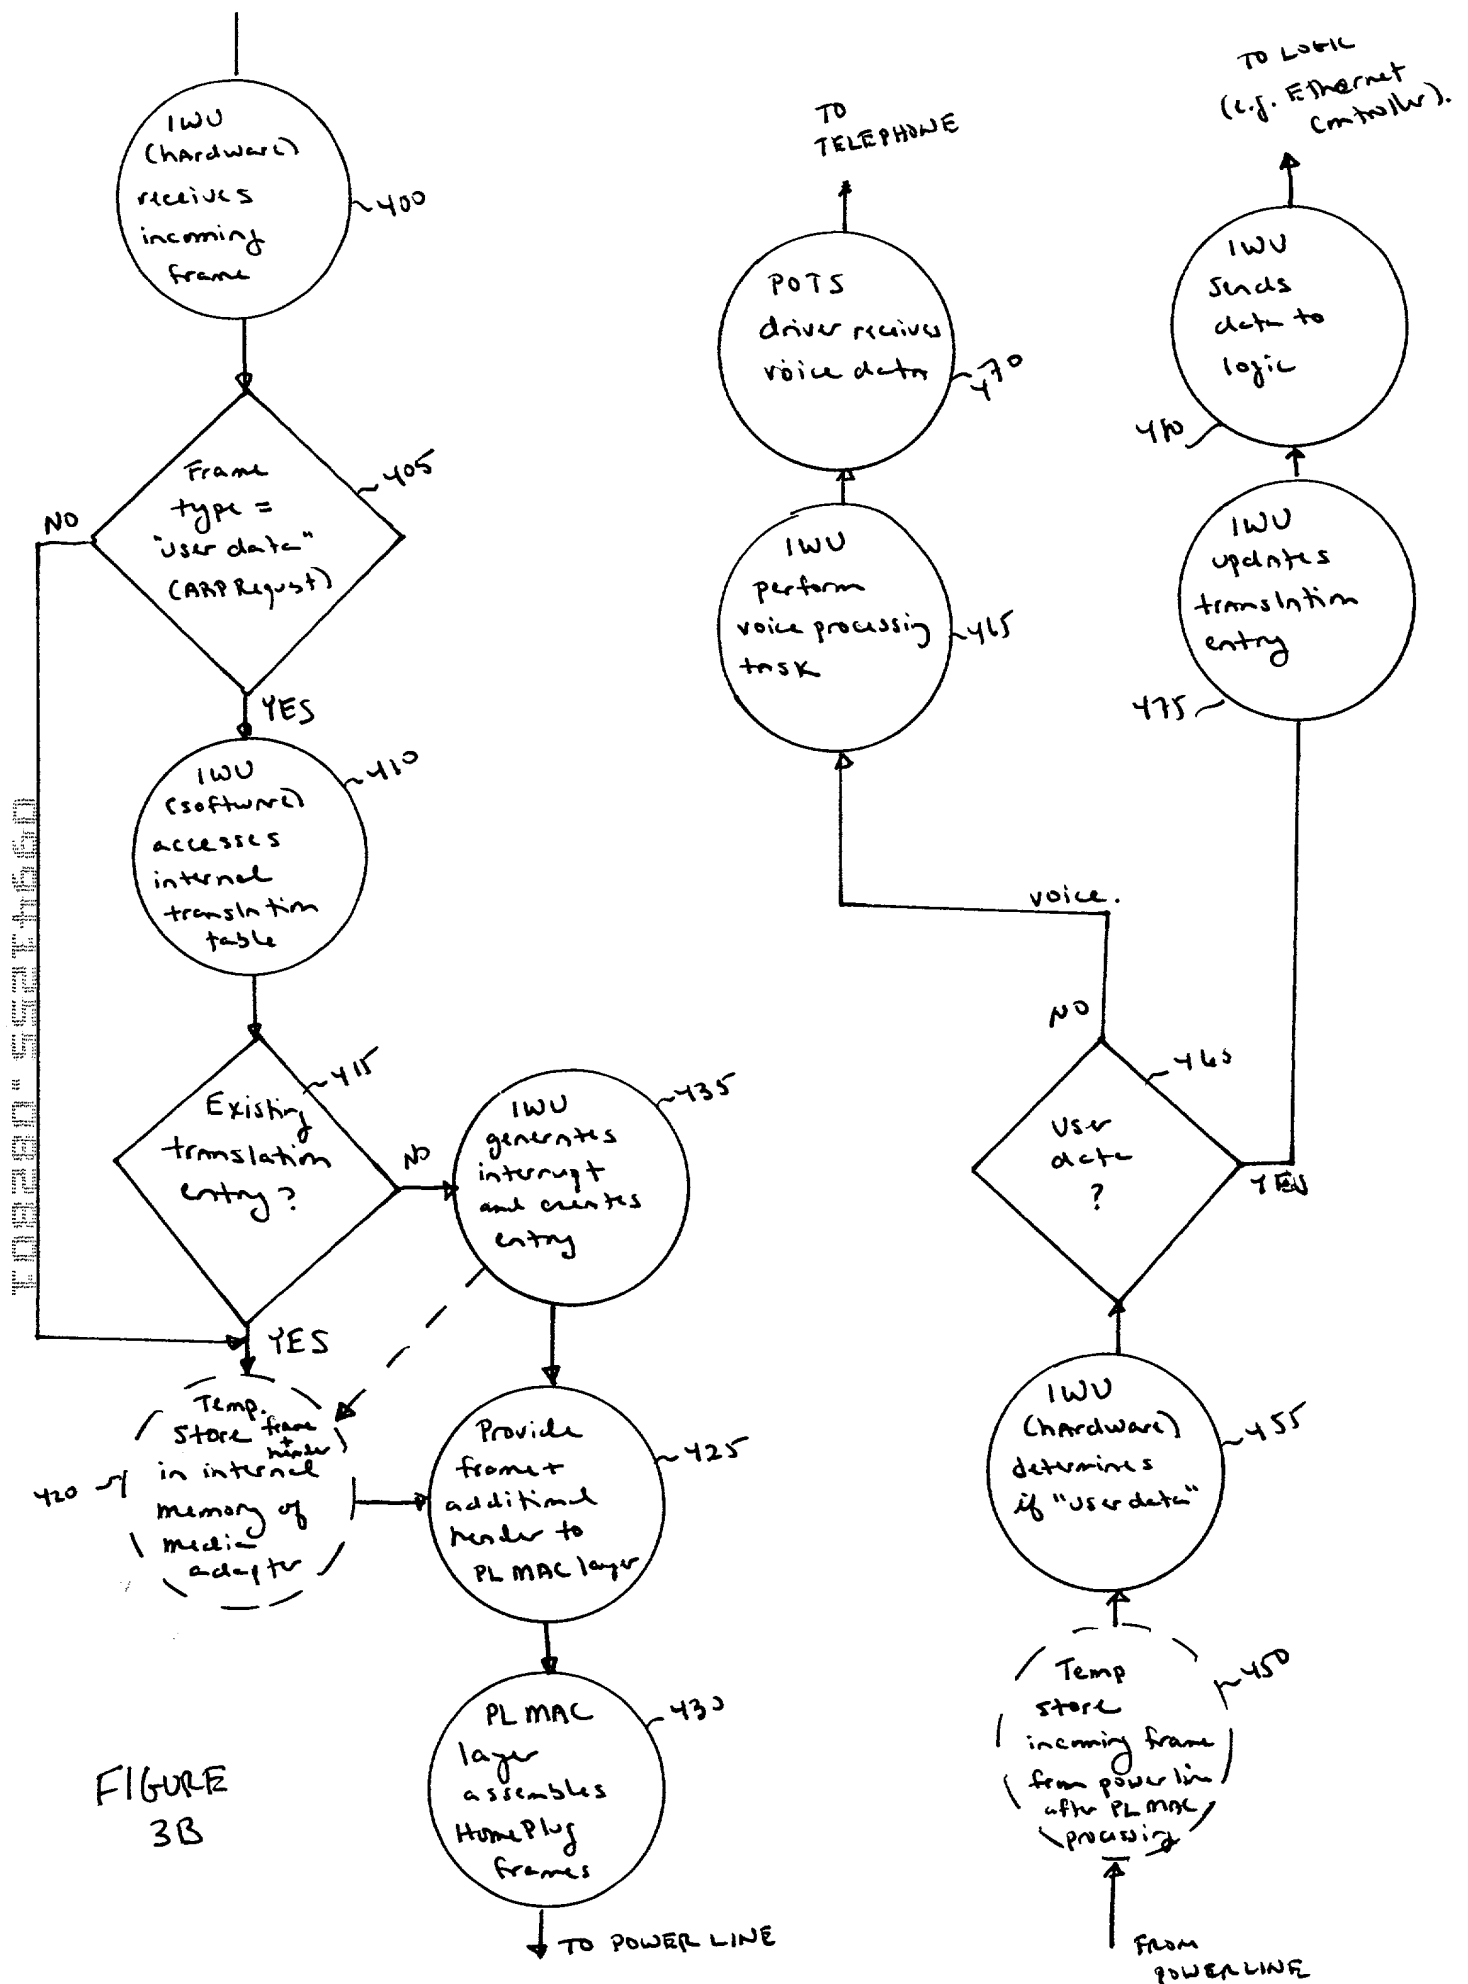 IWU
(hardware)
receives
incoming
frame
400
Frame
type =
"user data"
(ARP Request)
405
NO
YES
IWU
(software)
accesses
internal
translation
table
410
Existing
translation
entry?
415
NO
YES
IWU
generates
interrupt
and creates
entry
435
Temp.
store frame
+
header
in internal
memory of
media
adapter
420
Provide
frame +
additional
header to
PL MAC layer
425
PL MAC
layer
assembles
HomePlug
frames
430
TO POWER LINE
FIGURE
3B
TO
TELEPHONE
POTS
driver receives
voice data
470
IWU
perform
voice processing
task
465
voice.
TO LOGIC
(e.g. Ethernet
Controller).
IWU
sends
data to
logic
480
IWU
updates
translation
entry
475
NO
User
data
?
460
YES
IWU
(hardware)
determines
if "user data"
455
Temp
store
incoming frame
from power line
after PL MAC
processing
450
FROM
POWERLINE